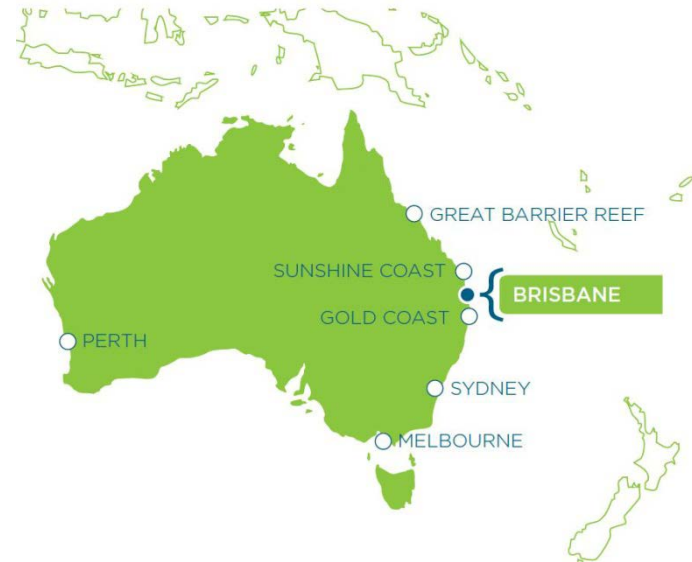 GREAT BARRIER REEF
SUNSHINE COAST
BRISBANE
GOLD COAST
PERTH
SYDNEY
MELBOURNE